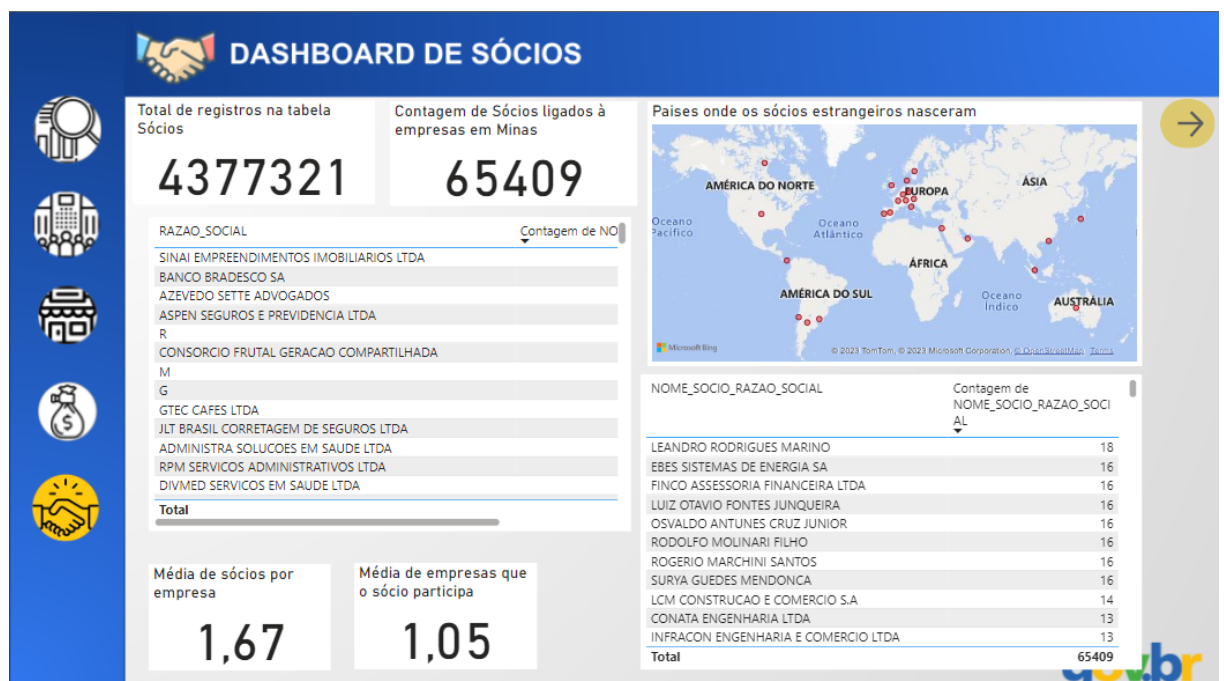 DASHBOARD DE SÓCIOS
Total de registros na tabela
Sócios
4377321
Contagem de Sócios ligados à
empresas em Minas
65409
RAZAO_SOCIAL Contagem de NO
SINAI EMPREENDIMENTOS IMOBILIARIOS LTDA
BANCO BRADESCO SA
AZEVEDO SETTE ADVOGADOS
ASPEN SEGUROS E PREVIDENCIA LTDA
R
CONSORCIO FRUTAL GERACAO COMPARTILHADA
M
G
GTEC CAFES LTDA
JLT BRASIL CORRETAGEM DE SEGUROS LTDA
ADMINISTRA SOLUCOES EM SAUDE LTDA
RPM SERVICOS ADMINISTRATIVOS LTDA
DIVMED SERVICOS EM SAUDE LTDA
Total
Média de sócios por
empresa
1,67
Média de empresas que
o sócio participa
1,05
Paises onde os sócios estrangeiros nasceram
AMÉRICA DO NORTE
EUROPA
ÁSIA
Oceano
Pacífico
Oceano
Atlântico
ÁFRICA
AMÉRICA DO SUL
Oceano
Índico
AUSTRÁLIA
Microsoft Bing
© 2023 TomTom, © 2023 Microsoft Corporation, © OpenStreetMap Terms
NOME_SOCIO_RAZAO_SOCIAL Contagem de
NOME_SOCIO_RAZAO_SOCI
AL
LEANDRO RODRIGUES MARINO 18
EBES SISTEMAS DE ENERGIA SA 16
FINCO ASSESSORIA FINANCEIRA LTDA 16
LUIZ OTAVIO FONTES JUNQUEIRA 16
OSVALDO ANTUNES CRUZ JUNIOR 16
RODOLFO MOLINARI FILHO 16
ROGERIO MARCHINI SANTOS 16
SURYA GUEDES MENDONCA 16
LCM CONSTRUCAO E COMERCIO S.A 14
CONATA ENGENHARIA LTDA 13
INFRACON ENGENHARIA E COMERCIO LTDA 13
Total 65409
gov.br